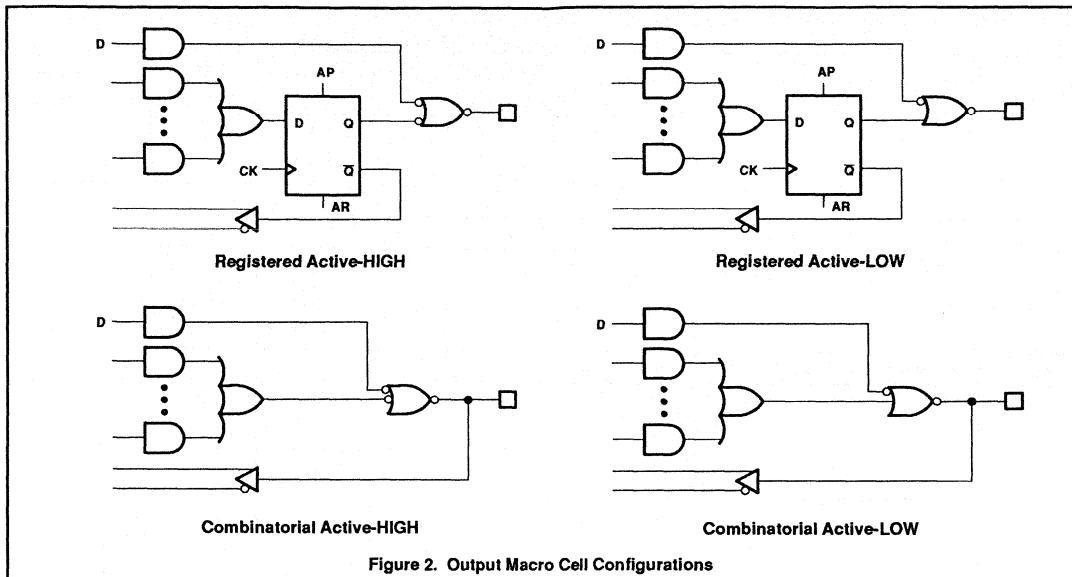 D
AP
D Q
CK
Q̅
AR
Registered Active-HIGH
D
AP
D Q
CK
Q̅
AR
Registered Active-LOW
D
Combinatorial Active-HIGH
D
Combinatorial Active-LOW
Figure 2. Output Macro Cell Configurations